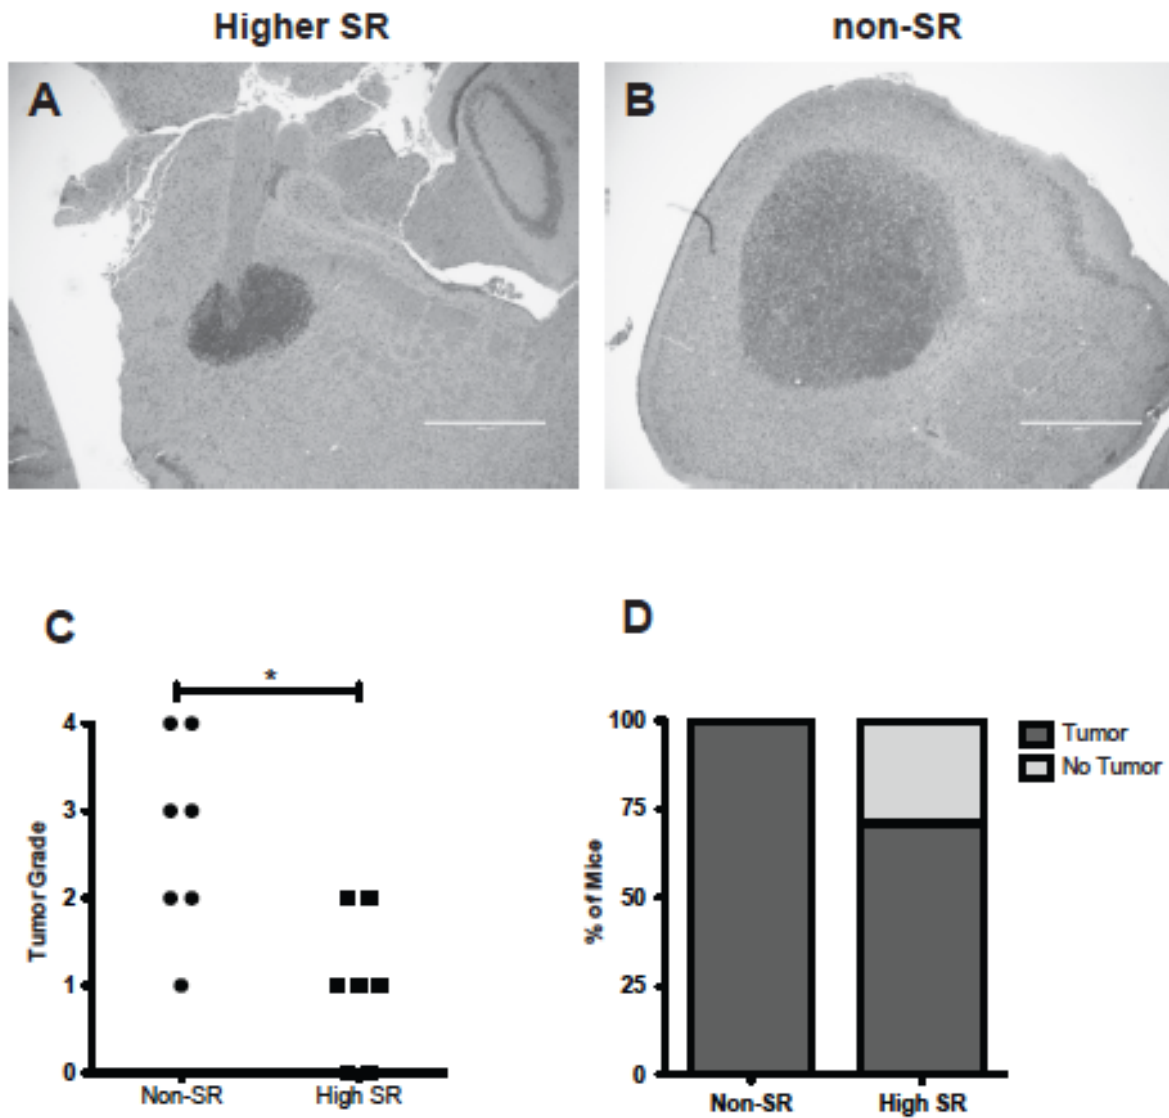 Higher SR
non-SR
A
B
C
D
*
Tumor Grade
4
3
2
1
0
Non-SR
High SR
% of Mice
100
75
50
25
0
Non-SR
High SR
Tumor
No Tumor